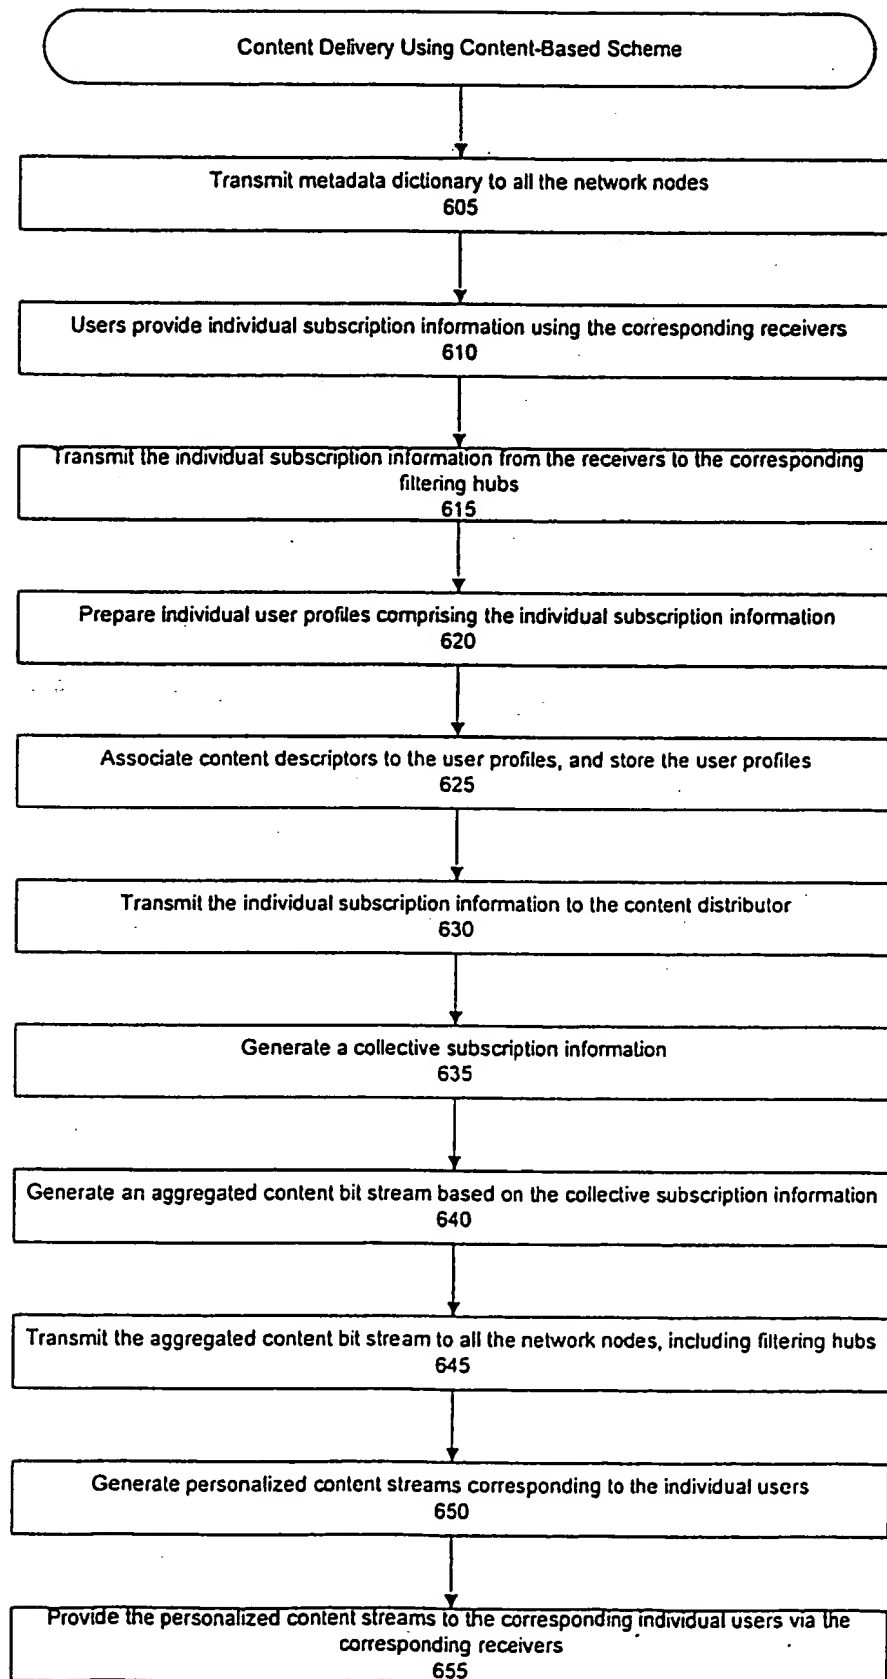 Content Delivery Using Content-Based Scheme
Transmit metadata dictionary to all the network nodes
605
Users provide individual subscription information using the corresponding receivers
610
Transmit the individual subscription information from the receivers to the corresponding
filtering hubs
615
Prepare individual user profiles comprising the individual subscription information
620
Associate content descriptors to the user profiles, and store the user profiles
625
Transmit the individual subscription information to the content distributor
630
Generate a collective subscription information
635
Generate an aggregated content bit stream based on the collective subscription information
640
Transmit the aggregated content bit stream to all the network nodes, including filtering hubs
645
Generate personalized content streams corresponding to the individual users
650
Provide the personalized content streams to the corresponding individual users via the
corresponding receivers
655